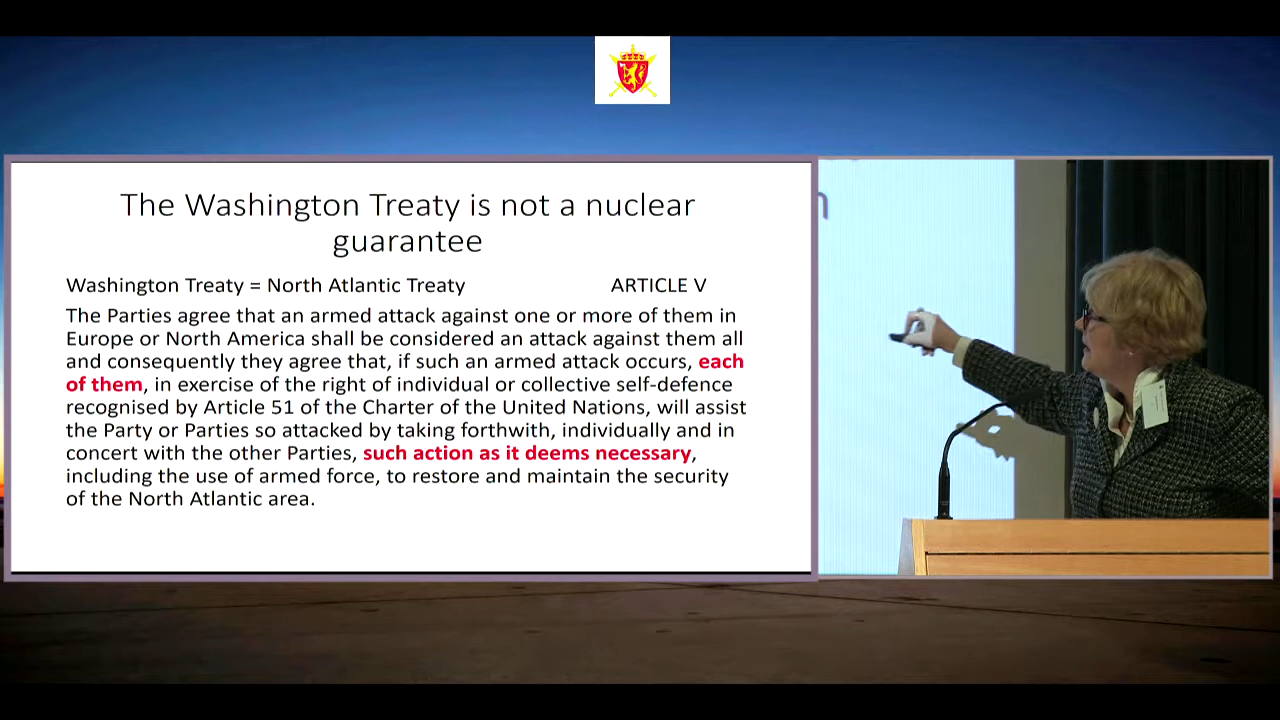 The Washington Treaty is not a nuclear
guarantee
Washington Treaty = North Atlantic Treaty ARTICLE V
The Parties agree that an armed attack against one or more of them in
Europe or North America shall be considered an attack against them all
and consequently they agree that, if such an armed attack occurs, each
of them, in exercise of the right of individual or collective self-defence
recognised by Article 51 of the Charter of the United Nations, will assist
the Party or Parties so attacked by taking forthwith, individually and in
concert with the other Parties, such action as it deems necessary,
including the use of armed force, to restore and maintain the security
of the North Atlantic area.